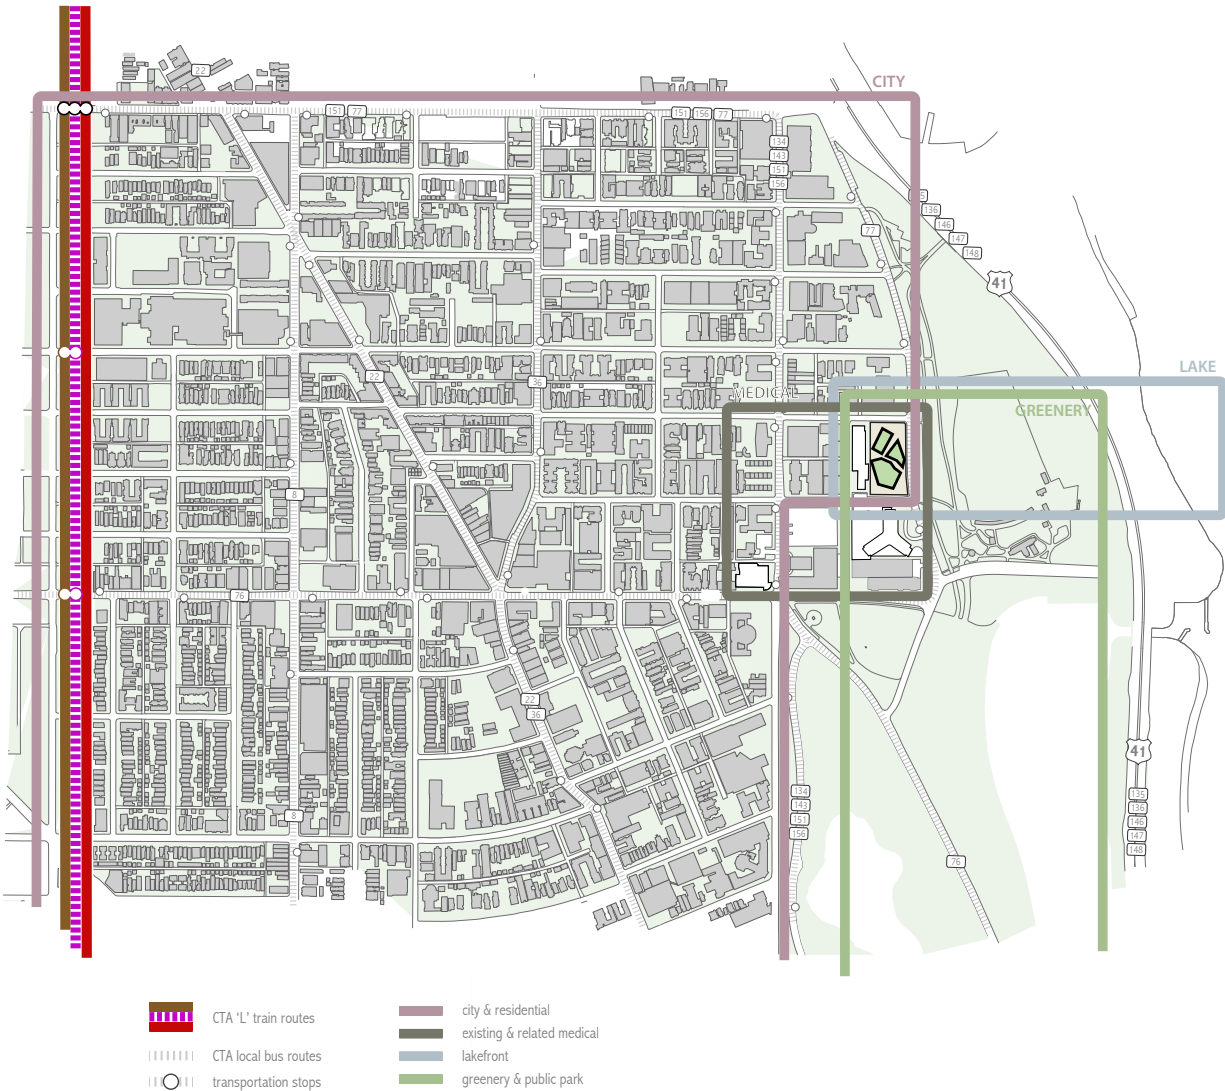 CITY
22
151 77
151 156 77
134
143
151
156
136
77
146
147
148
41
LAKE
22
36
MEDICAL
GREENERY
8
76
22
36
41
134
143
151
156
135
136
146
147
148
8
76
CTA 'L' train routes
CTA local bus routes
transportation stops
city & residential
existing & related medical
lakefront
greenery & public park